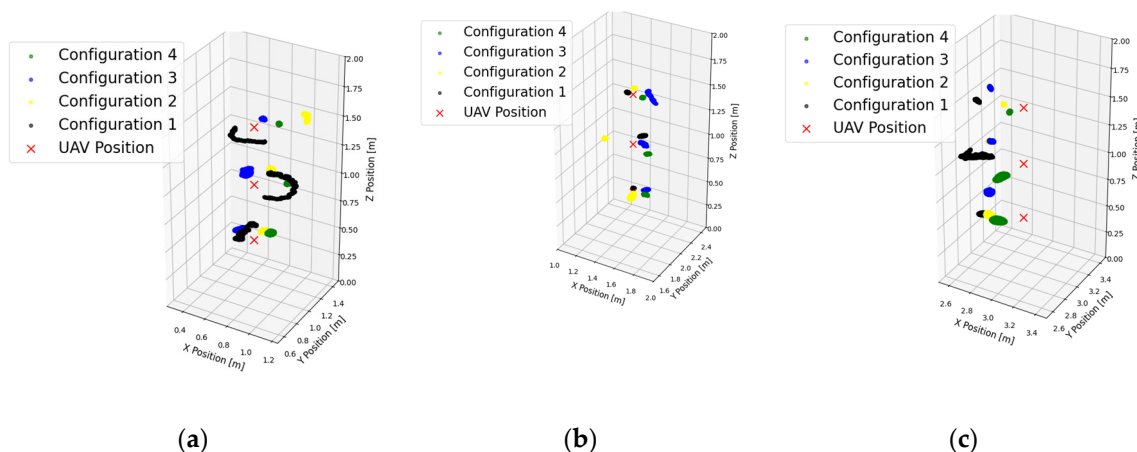 Configuration 4
Configuration 3
Configuration 2
Configuration 1
UAV Position
2.00
1.75
1.50
1.25
1.00
0.75
0.50
0.25
0.00
Z Position [m]
0.4
0.6
0.8
1.0
1.2
X Position [m]
0.6
0.8
1.0
1.2
1.4
Y Position [m]
(a)
Configuration 4
Configuration 3
Configuration 2
Configuration 1
UAV Position
2.00
1.75
1.50
1.25
1.00
0.75
0.50
0.25
0.00
Z Position [m]
1.0
1.2
1.4
1.6
1.8
2.0
X Position [m]
1.6
1.8
2.0
2.2
2.4
Y Position [m]
(b)
Configuration 4
Configuration 3
Configuration 2
Configuration 1
UAV Position
2.00
1.75
1.50
1.25
1.00
0.75
0.50
0.25
0.00
Z Position [m]
2.6
2.8
3.0
3.2
3.4
X Position [m]
2.6
2.8
3.0
3.2
3.4
Y Position [m]
(c)